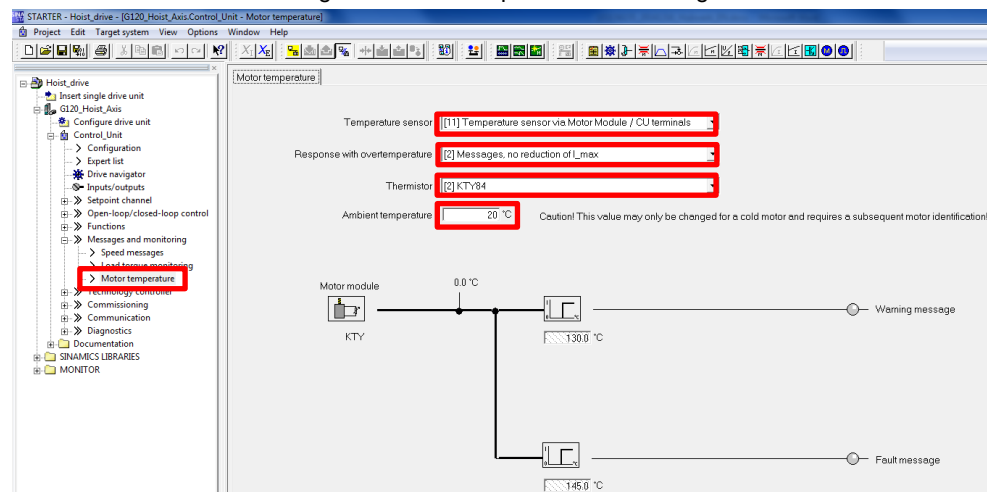 STARTER - Hoist_drive - [G120_Hoist_Axis.Control_Unit - Motor temperature]
Project Edit Target system View Options Window Help
Hoist_drive
Insert single drive unit
G120_Hoist_Axis
Configure drive unit
Control_Unit
Configuration
Expert list
Drive navigator
Inputs/outputs
Setpoint channel
Open-loop/closed-loop control
Functions
Messages and monitoring
Speed messages
Load torque monitoring
Motor temperature
Technology controller
Commissioning
Communication
Diagnostics
Documentation
SINAMICS LIBRARIES
MONITOR
Motor temperature
Temperature sensor [11] Temperature sensor via Motor Module / CU terminals
Response with overtemperature [2] Messages, no reduction of I_max
Thermistor [2] KTY84
Ambient temperature 20 °C Caution! This value may only be changed for a cold motor and requires a subsequent motor identification!
Motor module 0.0 °C
Warning message
KTY 130.0 °C
Fault message
145.0 °C